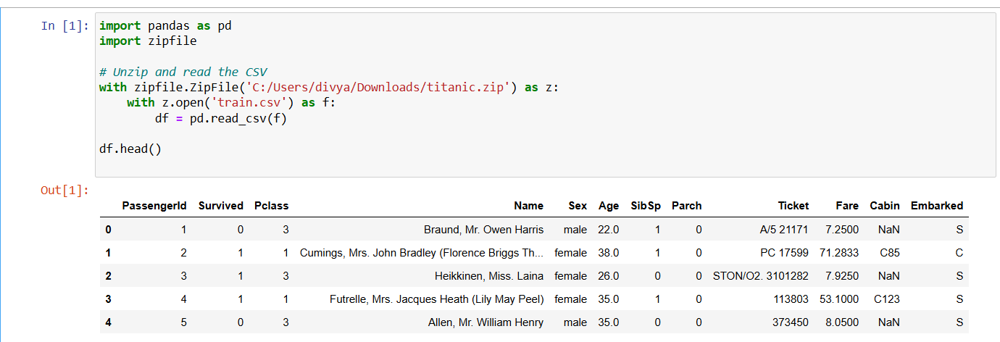 In [1]: import pandas as pd
import zipfile
# Unzip and read the CSV
with zipfile.ZipFile('C:/Users/divya/Downloads/titanic.zip') as z:
    with z.open('train.csv') as f:
        df = pd.read_csv(f)
df.head()
Out[1]:
PassengerId Survived Pclass Name Sex Age SibSp Parch Ticket Fare Cabin Embarked
0 1 0 3 Braund, Mr. Owen Harris male 22.0 1 0 A/5 21171 7.2500 NaN S
1 2 1 1 Cumings, Mrs. John Bradley (Florence Briggs Th... female 38.0 1 0 PC 17599 71.2833 C85 C
2 3 1 3 Heikkinen, Miss. Laina female 26.0 0 0 STON/O2. 3101282 7.9250 NaN S
3 4 1 1 Futrelle, Mrs. Jacques Heath (Lily May Peel) female 35.0 1 0 113803 53.1000 C123 S
4 5 0 3 Allen, Mr. William Henry male 35.0 0 0 373450 8.0500 NaN S